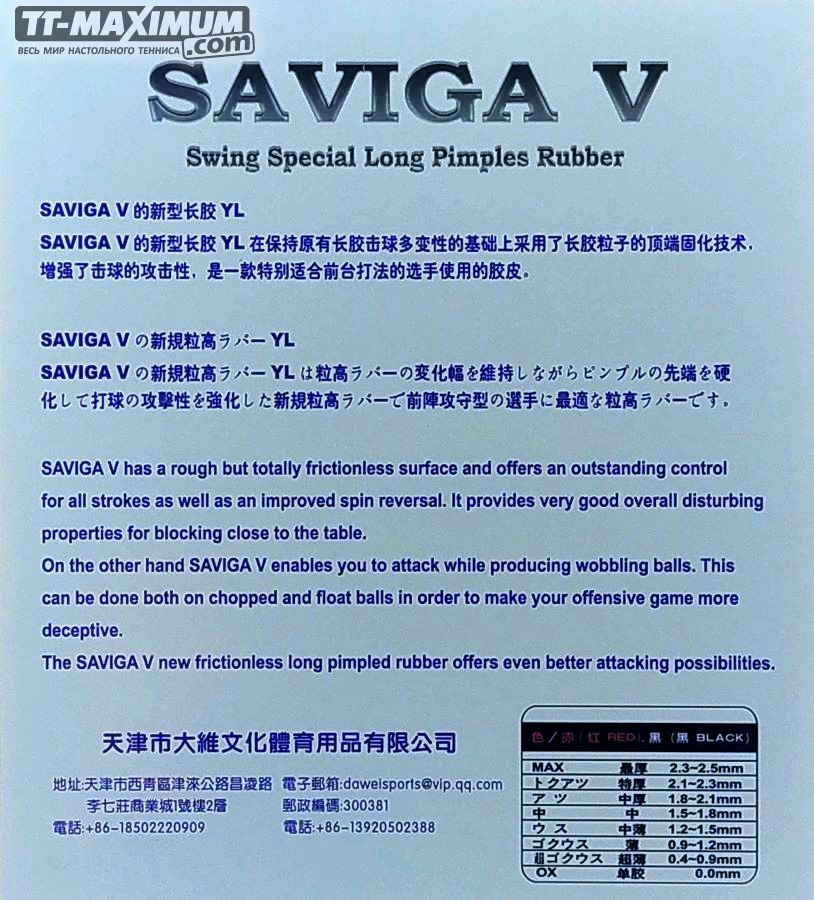 TT-MAXIMUM
ВЕСЬ МИР НАСТОЛЬНОГО ТЕННИСА .com
SAVIGA V
Swing Special Long Pimples Rubber
SAVIGA V 的新型长胶 YL
SAVIGA V 的新型长胶 YL 在保持原有长胶击球多变性的基础上采用了长胶粒子的顶端固化技术，
增强了击球的攻击性，是一款特别适合前台打法的选手使用的胶皮。
SAVIGA V の新規粒高ラバー YL
SAVIGA V の新規粒高ラバー YL は粒高ラバーの変化幅を維持しながらピンプルの先端を硬
化して打球の攻撃性を強化した新規粒高ラバーで前陣攻守型の選手に最適な粒高ラバーです。
SAVIGA V has a rough but totally frictionless surface and offers an outstanding control
for all strokes as well as an improved spin reversal. It provides very good overall disturbing
properties for blocking close to the table.
On the other hand SAVIGA V enables you to attack while producing wobbling balls. This
can be done both on chopped and float balls in order to make your offensive game more
deceptive.
The SAVIGA V new frictionless long pimpled rubber offers even better attacking possibilities.
天津市大維文化體育用品有限公司
地址:天津市西青區津淶公路昌凌路 電子郵箱:daweisports@vip.qq.com
李七莊商業城1號樓2層 郵政編碼:300381
電話:+86-18502220909 電話:+86-13920502388
色／赤(红 RED).黒(黑 BLACK)
MAX 最厚 2.3~2.5mm
トクアツ 特厚 2.1~2.3mm
アツ 中厚 1.8~2.1mm
中 中 1.5~1.8mm
ウス 中薄 1.2~1.5mm
ゴクウス 薄 0.9~1.2mm
超ゴクウス 超薄 0.4~0.9mm
OX 单胶 0.0mm